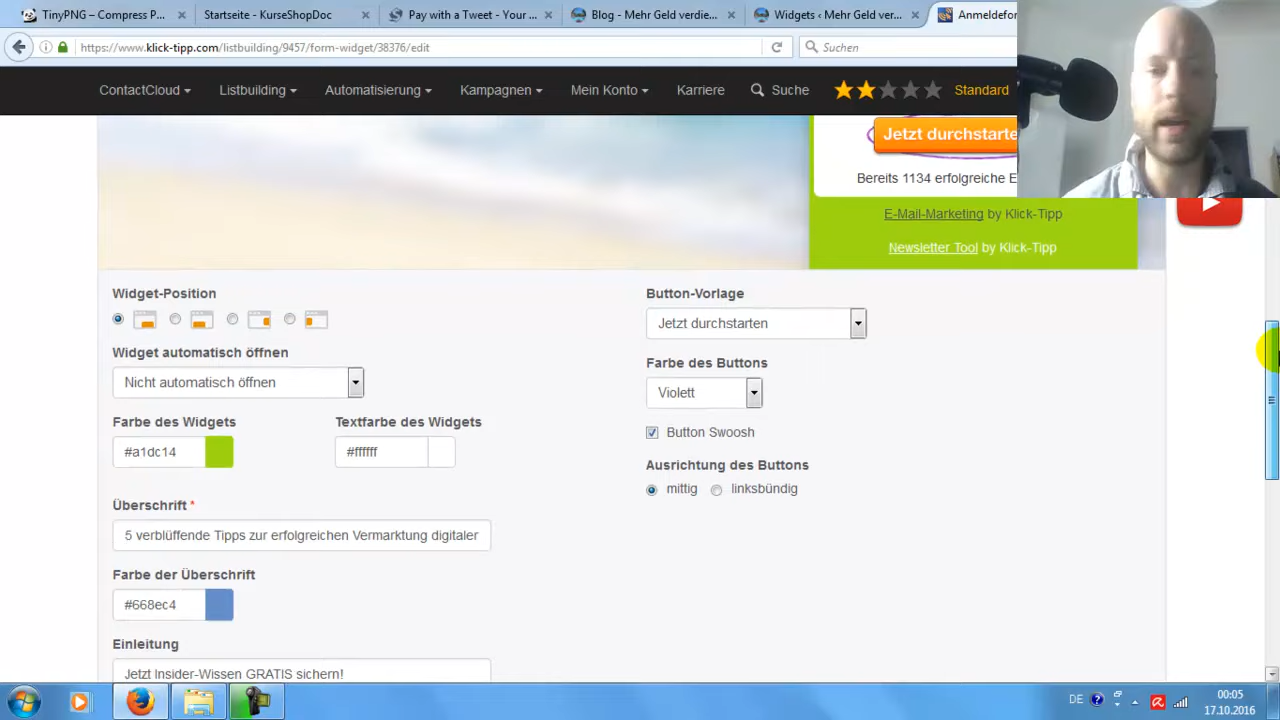 TinyPNG – Compress P...
Startseite - KurseShopDoc
Pay with a Tweet - Your ...
Blog - Mehr Geld verdie...
Widgets ‹ Mehr Geld ver...
Anmeldefo
https://www.klick-tipp.com/listbuilding/9457/form-widget/38376/edit
Suchen
ContactCloud
Listbuilding
Automatisierung
Kampagnen
Mein Konto
Karriere
Suche
Standard
Jetzt durchstarte
Bereits 1134 erfolgreiche E
E-Mail-Marketing by Klick-Tipp
Newsletter Tool by Klick-Tipp
Widget-Position
Button-Vorlage
Jetzt durchstarten
Widget automatisch öffnen
Farbe des Buttons
Nicht automatisch öffnen
Violett
Farbe des Widgets
Textfarbe des Widgets
Button Swoosh
#a1dc14
#ffffff
Ausrichtung des Buttons
mittig
linksbündig
Überschrift *
5 verblüffende Tipps zur erfolgreichen Vermarktung digitaler
Farbe der Überschrift
#668ec4
Einleitung
Jetzt Insider-Wissen GRATIS sichern!
DE
00:05
17.10.2016